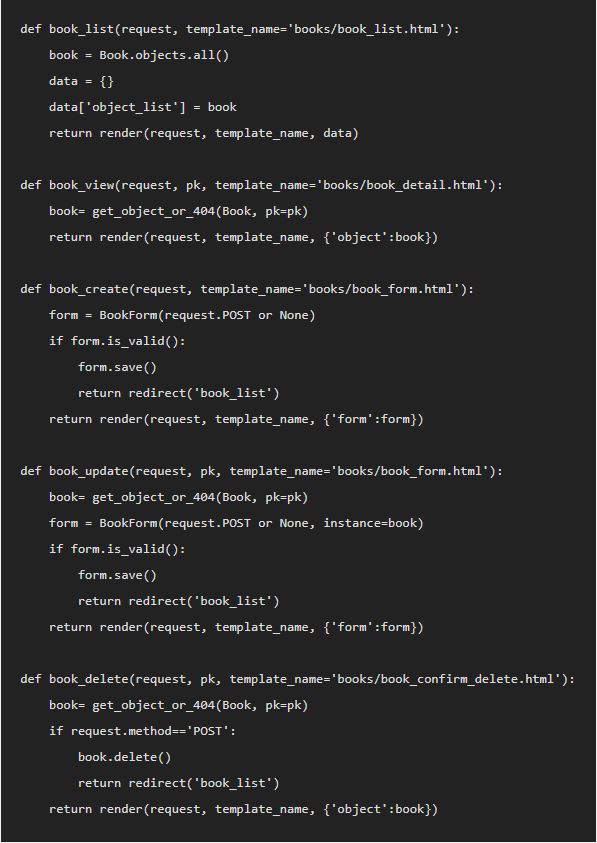 def book_list(request, template_name='books/book_list.html'):
    book = Book.objects.all()
    data = {}
    data['object_list'] = book
    return render(request, template_name, data)

def book_view(request, pk, template_name='books/book_detail.html'):
    book= get_object_or_404(Book, pk=pk)
    return render(request, template_name, {'object':book})

def book_create(request, template_name='books/book_form.html'):
    form = BookForm(request.POST or None)
    if form.is_valid():
        form.save()
        return redirect('book_list')
    return render(request, template_name, {'form':form})

def book_update(request, pk, template_name='books/book_form.html'):
    book= get_object_or_404(Book, pk=pk)
    form = BookForm(request.POST or None, instance=book)
    if form.is_valid():
        form.save()
        return redirect('book_list')
    return render(request, template_name, {'form':form})

def book_delete(request, pk, template_name='books/book_confirm_delete.html'):
    book= get_object_or_404(Book, pk=pk)
    if request.method=='POST':
        book.delete()
        return redirect('book_list')
    return render(request, template_name, {'object':book})